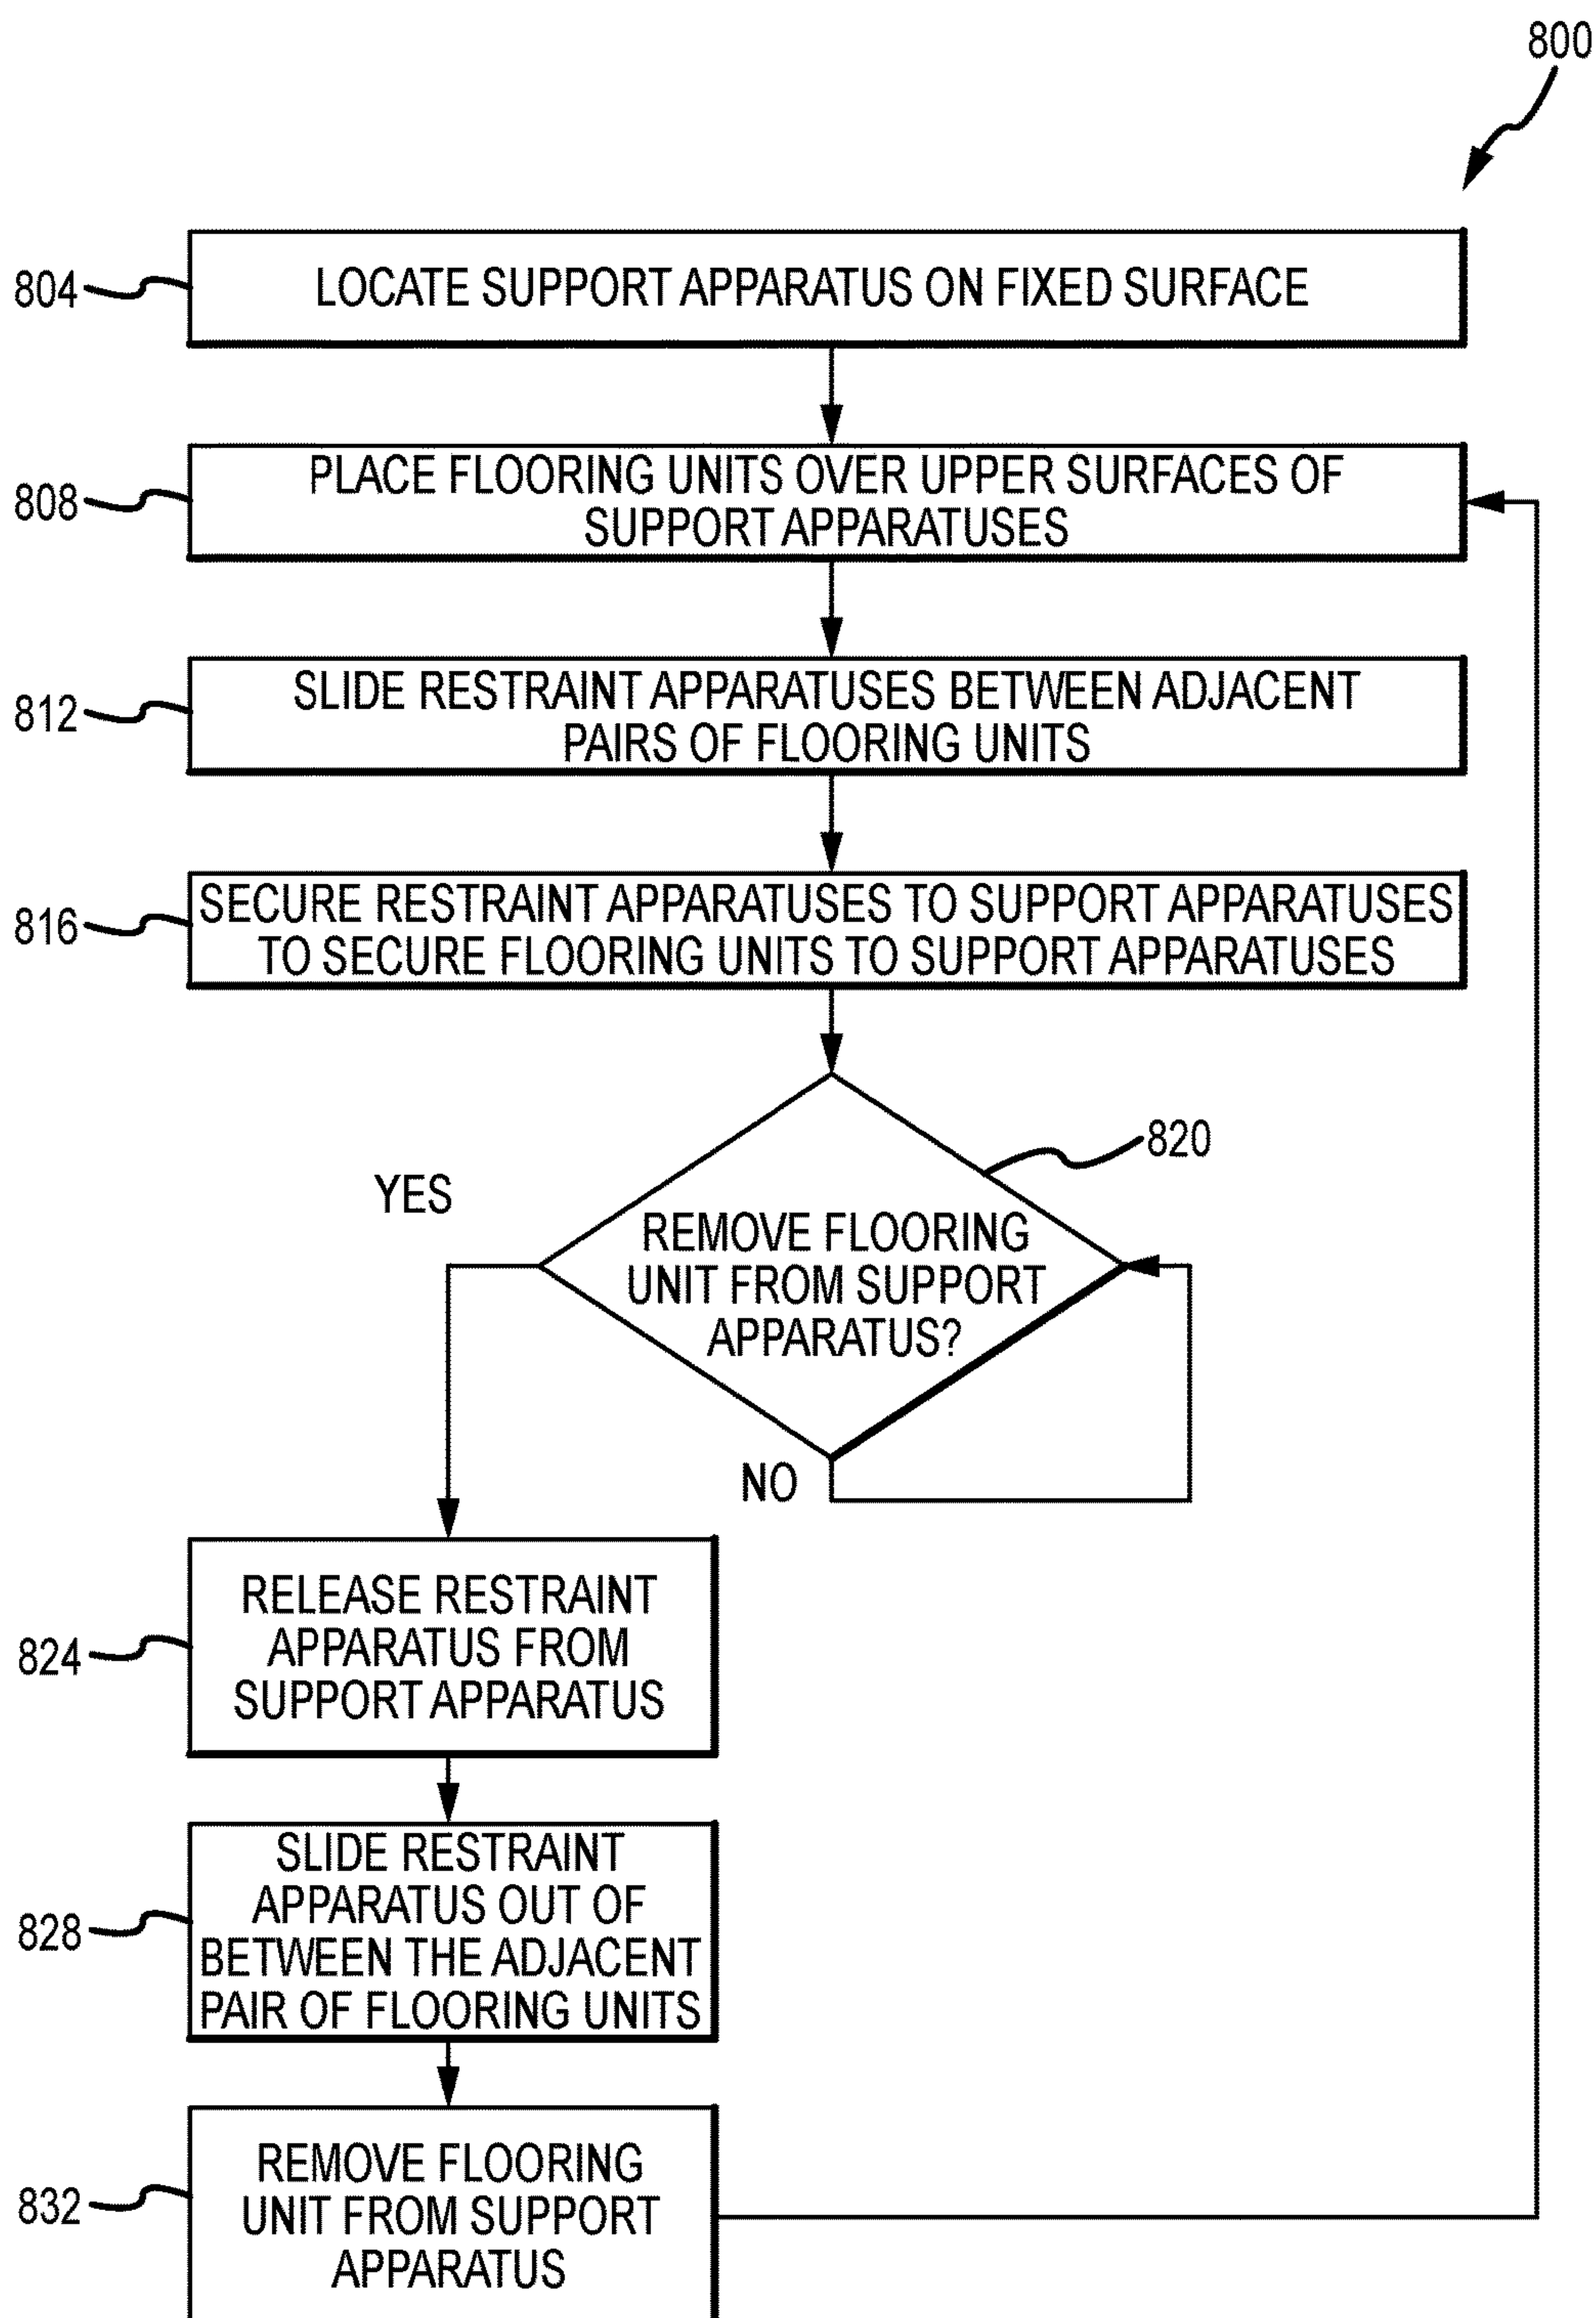 800
804
LOCATE SUPPORT APPARATUS ON FIXED SURFACE
808
PLACE FLOORING UNITS OVER UPPER SURFACES OF
SUPPORT APPARATUSES
812
SLIDE RESTRAINT APPARATUSES BETWEEN ADJACENT
PAIRS OF FLOORING UNITS
816
SECURE RESTRAINT APPARATUSES TO SUPPORT APPARATUSES
TO SECURE FLOORING UNITS TO SUPPORT APPARATUSES
820
YES
REMOVE FLOORING
UNIT FROM SUPPORT
APPARATUS?
NO
824
RELEASE RESTRAINT
APPARATUS FROM
SUPPORT APPARATUS
828
SLIDE RESTRAINT
APPARATUS OUT OF
BETWEEN THE ADJACENT
PAIR OF FLOORING UNITS
832
REMOVE FLOORING
UNIT FROM SUPPORT
APPARATUS